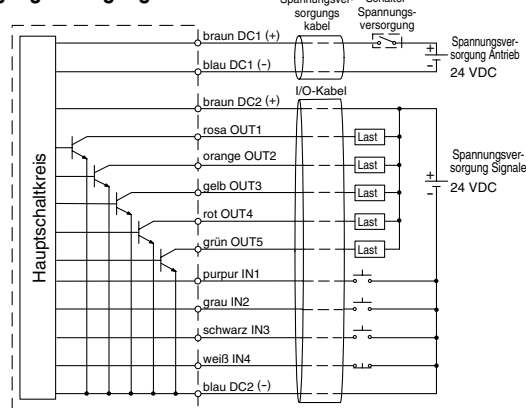 Spannungsver-
sorgungs
kabel
Schalter
Spannungs-
versorgung
braun DC1 (+)
blau DC1 (-)
+
-
Spannungsver-
sorgung Antrieb
24 VDC
I/O-Kabel
braun DC2 (+)
rosa OUT1
Last
orange OUT2
Last
gelb OUT3
Last
rot OUT4
Last
grün OUT5
Last
+
-
Spannungsver-
sorgung Signale
24 VDC
Hauptschaltkreis
purpur IN1
grau IN2
schwarz IN3
weiß IN4
blau DC2 (-)